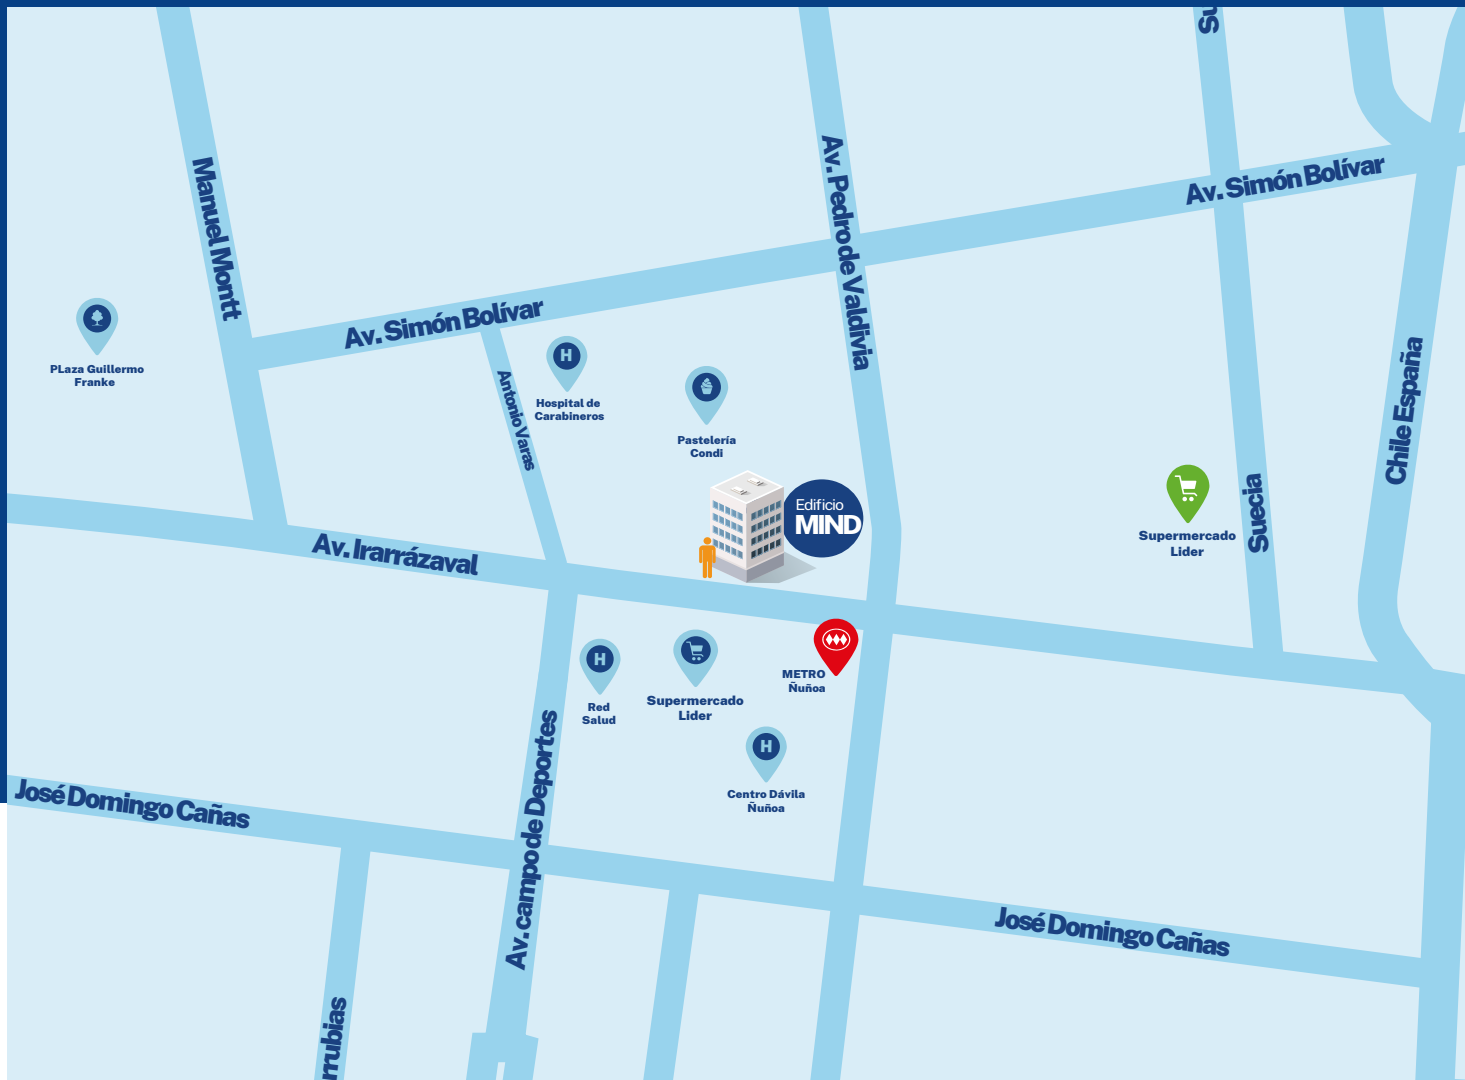 Su
Av. Pedro de Valdivia
Manuel Montt
Av. Simón Bolívar
Av. Simón Bolívar
PLaza Guillermo
Franke
H
Hospital de
Carabineros
Antonio Varas
Pastelería
Condi
Chile España
Edificio
MIND
Suecia
Supermercado
Lider
Av. Irarrázaval
H
Red
Salud
Supermercado
Lider
METRO
Ñuñoa
H
Centro Dávila
Ñuñoa
José Domingo Cañas
Av. campo de Deportes
José Domingo Cañas
rrubias